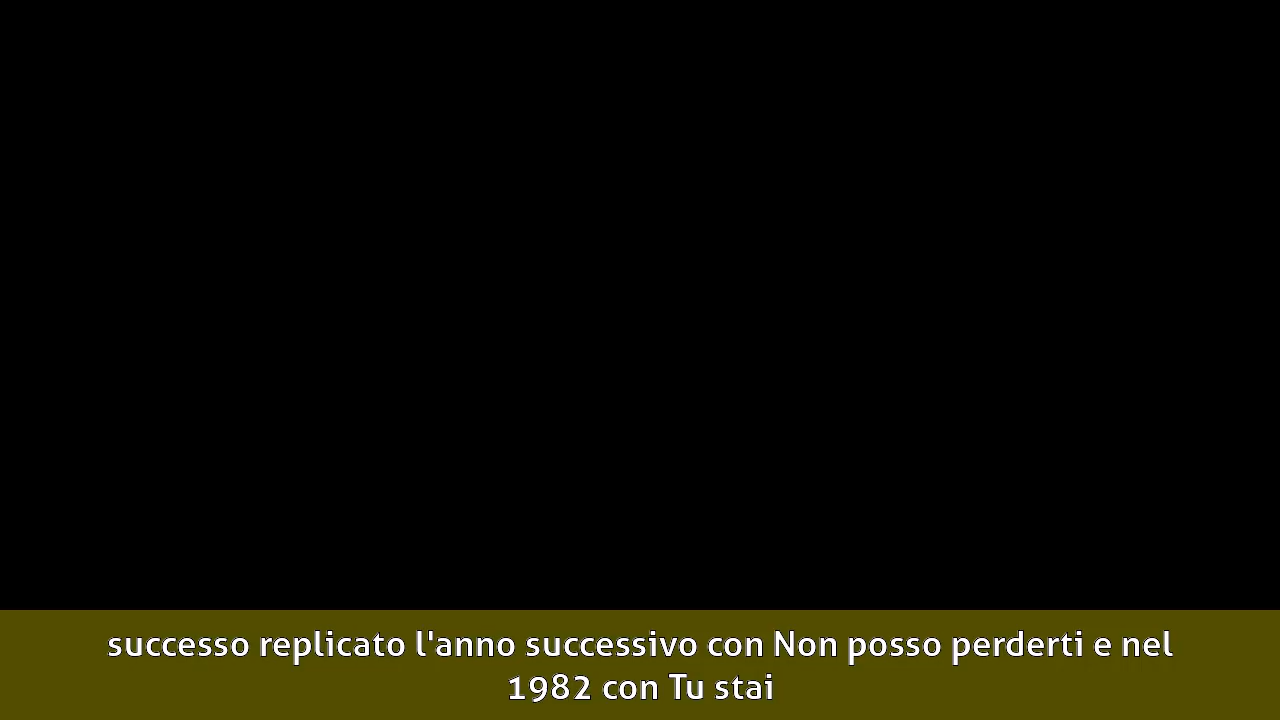 successo replicato l'anno successivo con Non posso perderti e nel
1982 con Tu stai